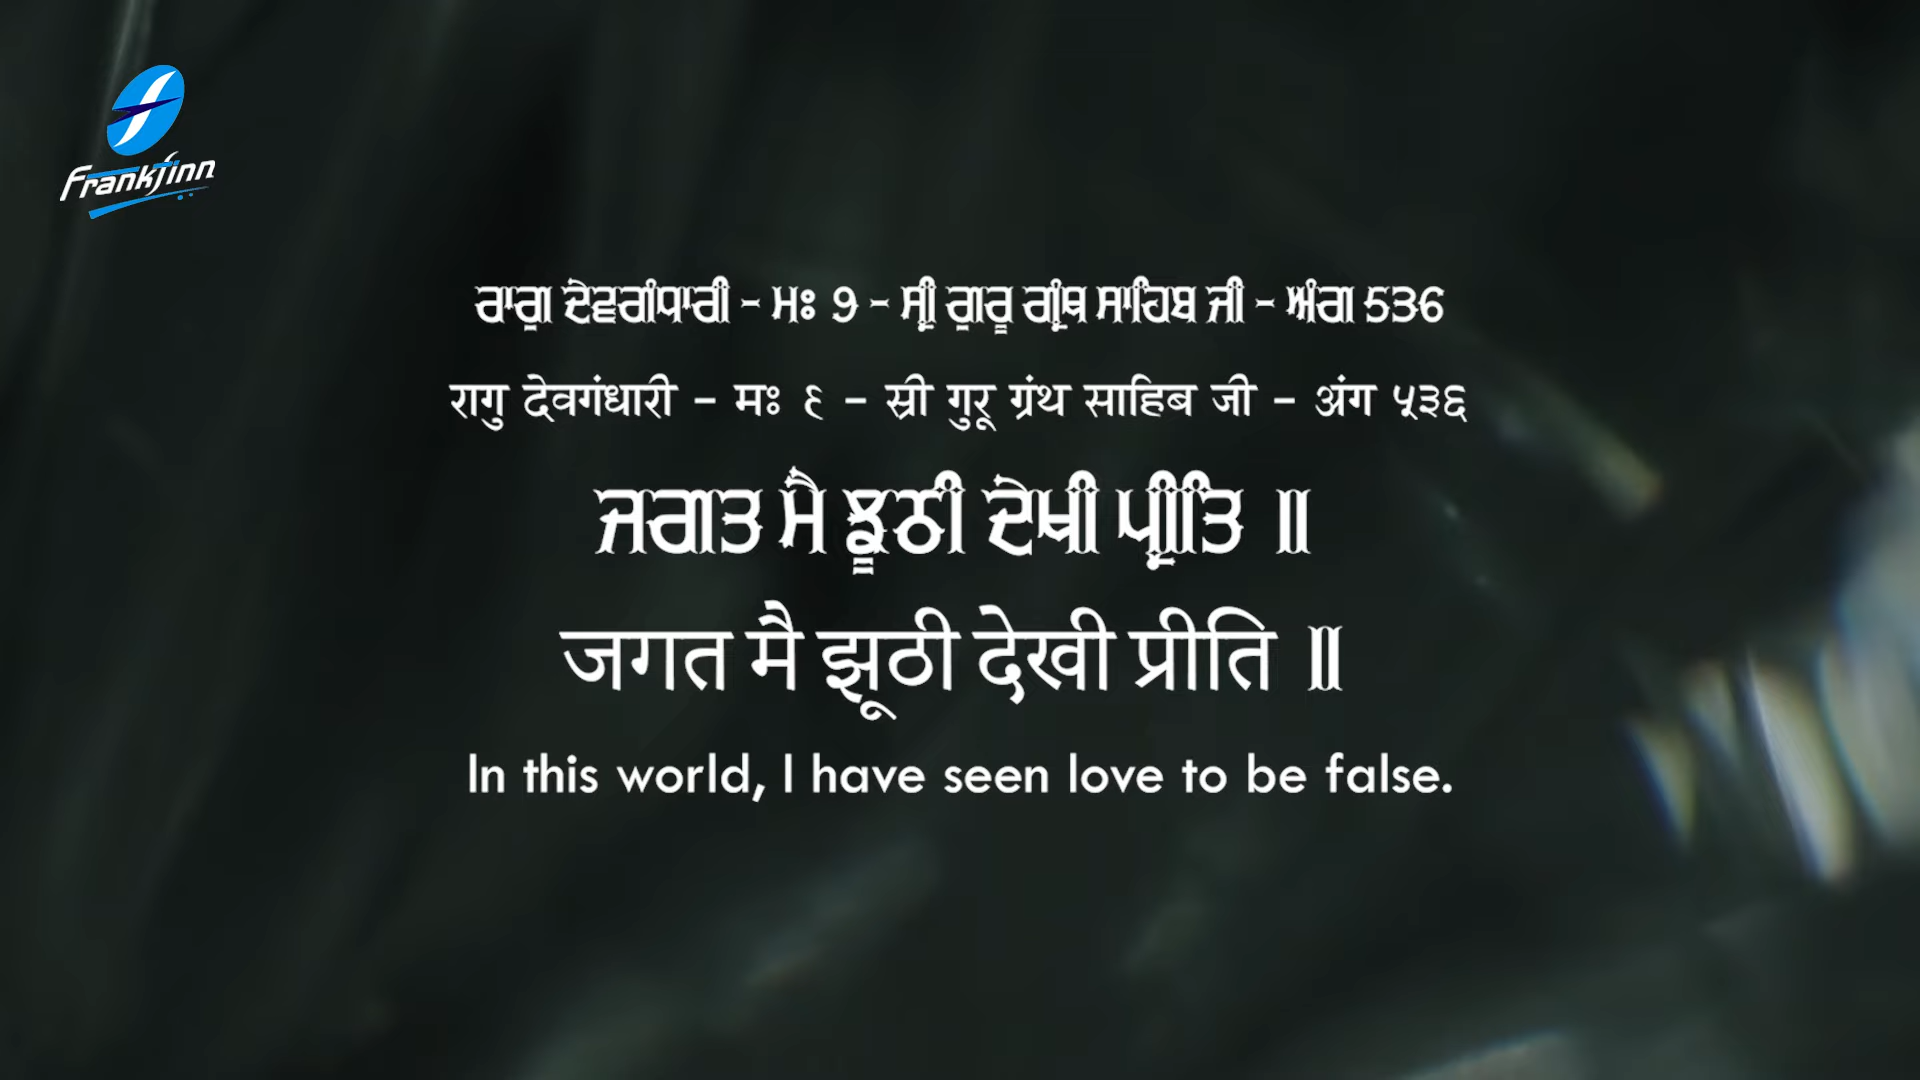 Frankfinn
ਰਾਗੁ ਦੇਵਗੰਧਾਰੀ - ਮਃ 9 - ਸ੍ਰੀ ਗੁਰੂ ਗ੍ਰੰਥ ਸਾਹਿਬ ਜੀ - ਅੰਗ 536
रागु देवगंधारी - मः ९ - स्री गुरू ग्रंथ साहिब जी - अंग ५३६
ਜਗਤ ਮੈ ਝੂਠੀ ਦੇਖੀ ਪ੍ਰੀਤਿ ॥
जगत मै झूठी देखी प्रीति ॥
In this world, I have seen love to be false.